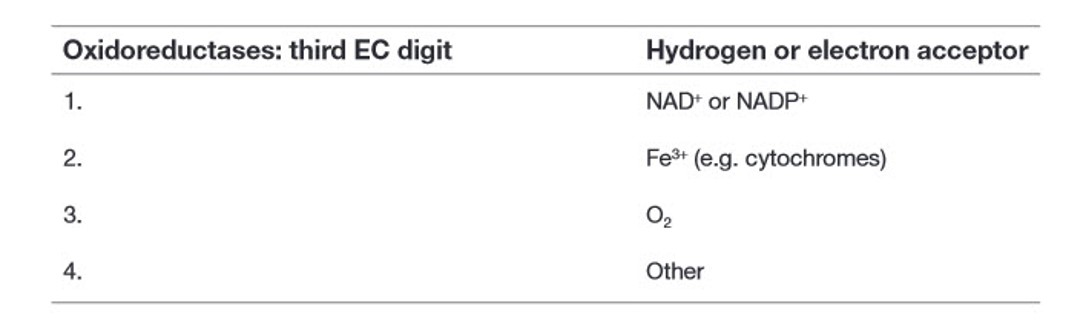 Oxidoreductases: third EC digit Hydrogen or electron acceptor
1. NAD⁺ or NADP⁺
2. Fe³⁺ (e.g. cytochromes)
3. O₂
4. Other